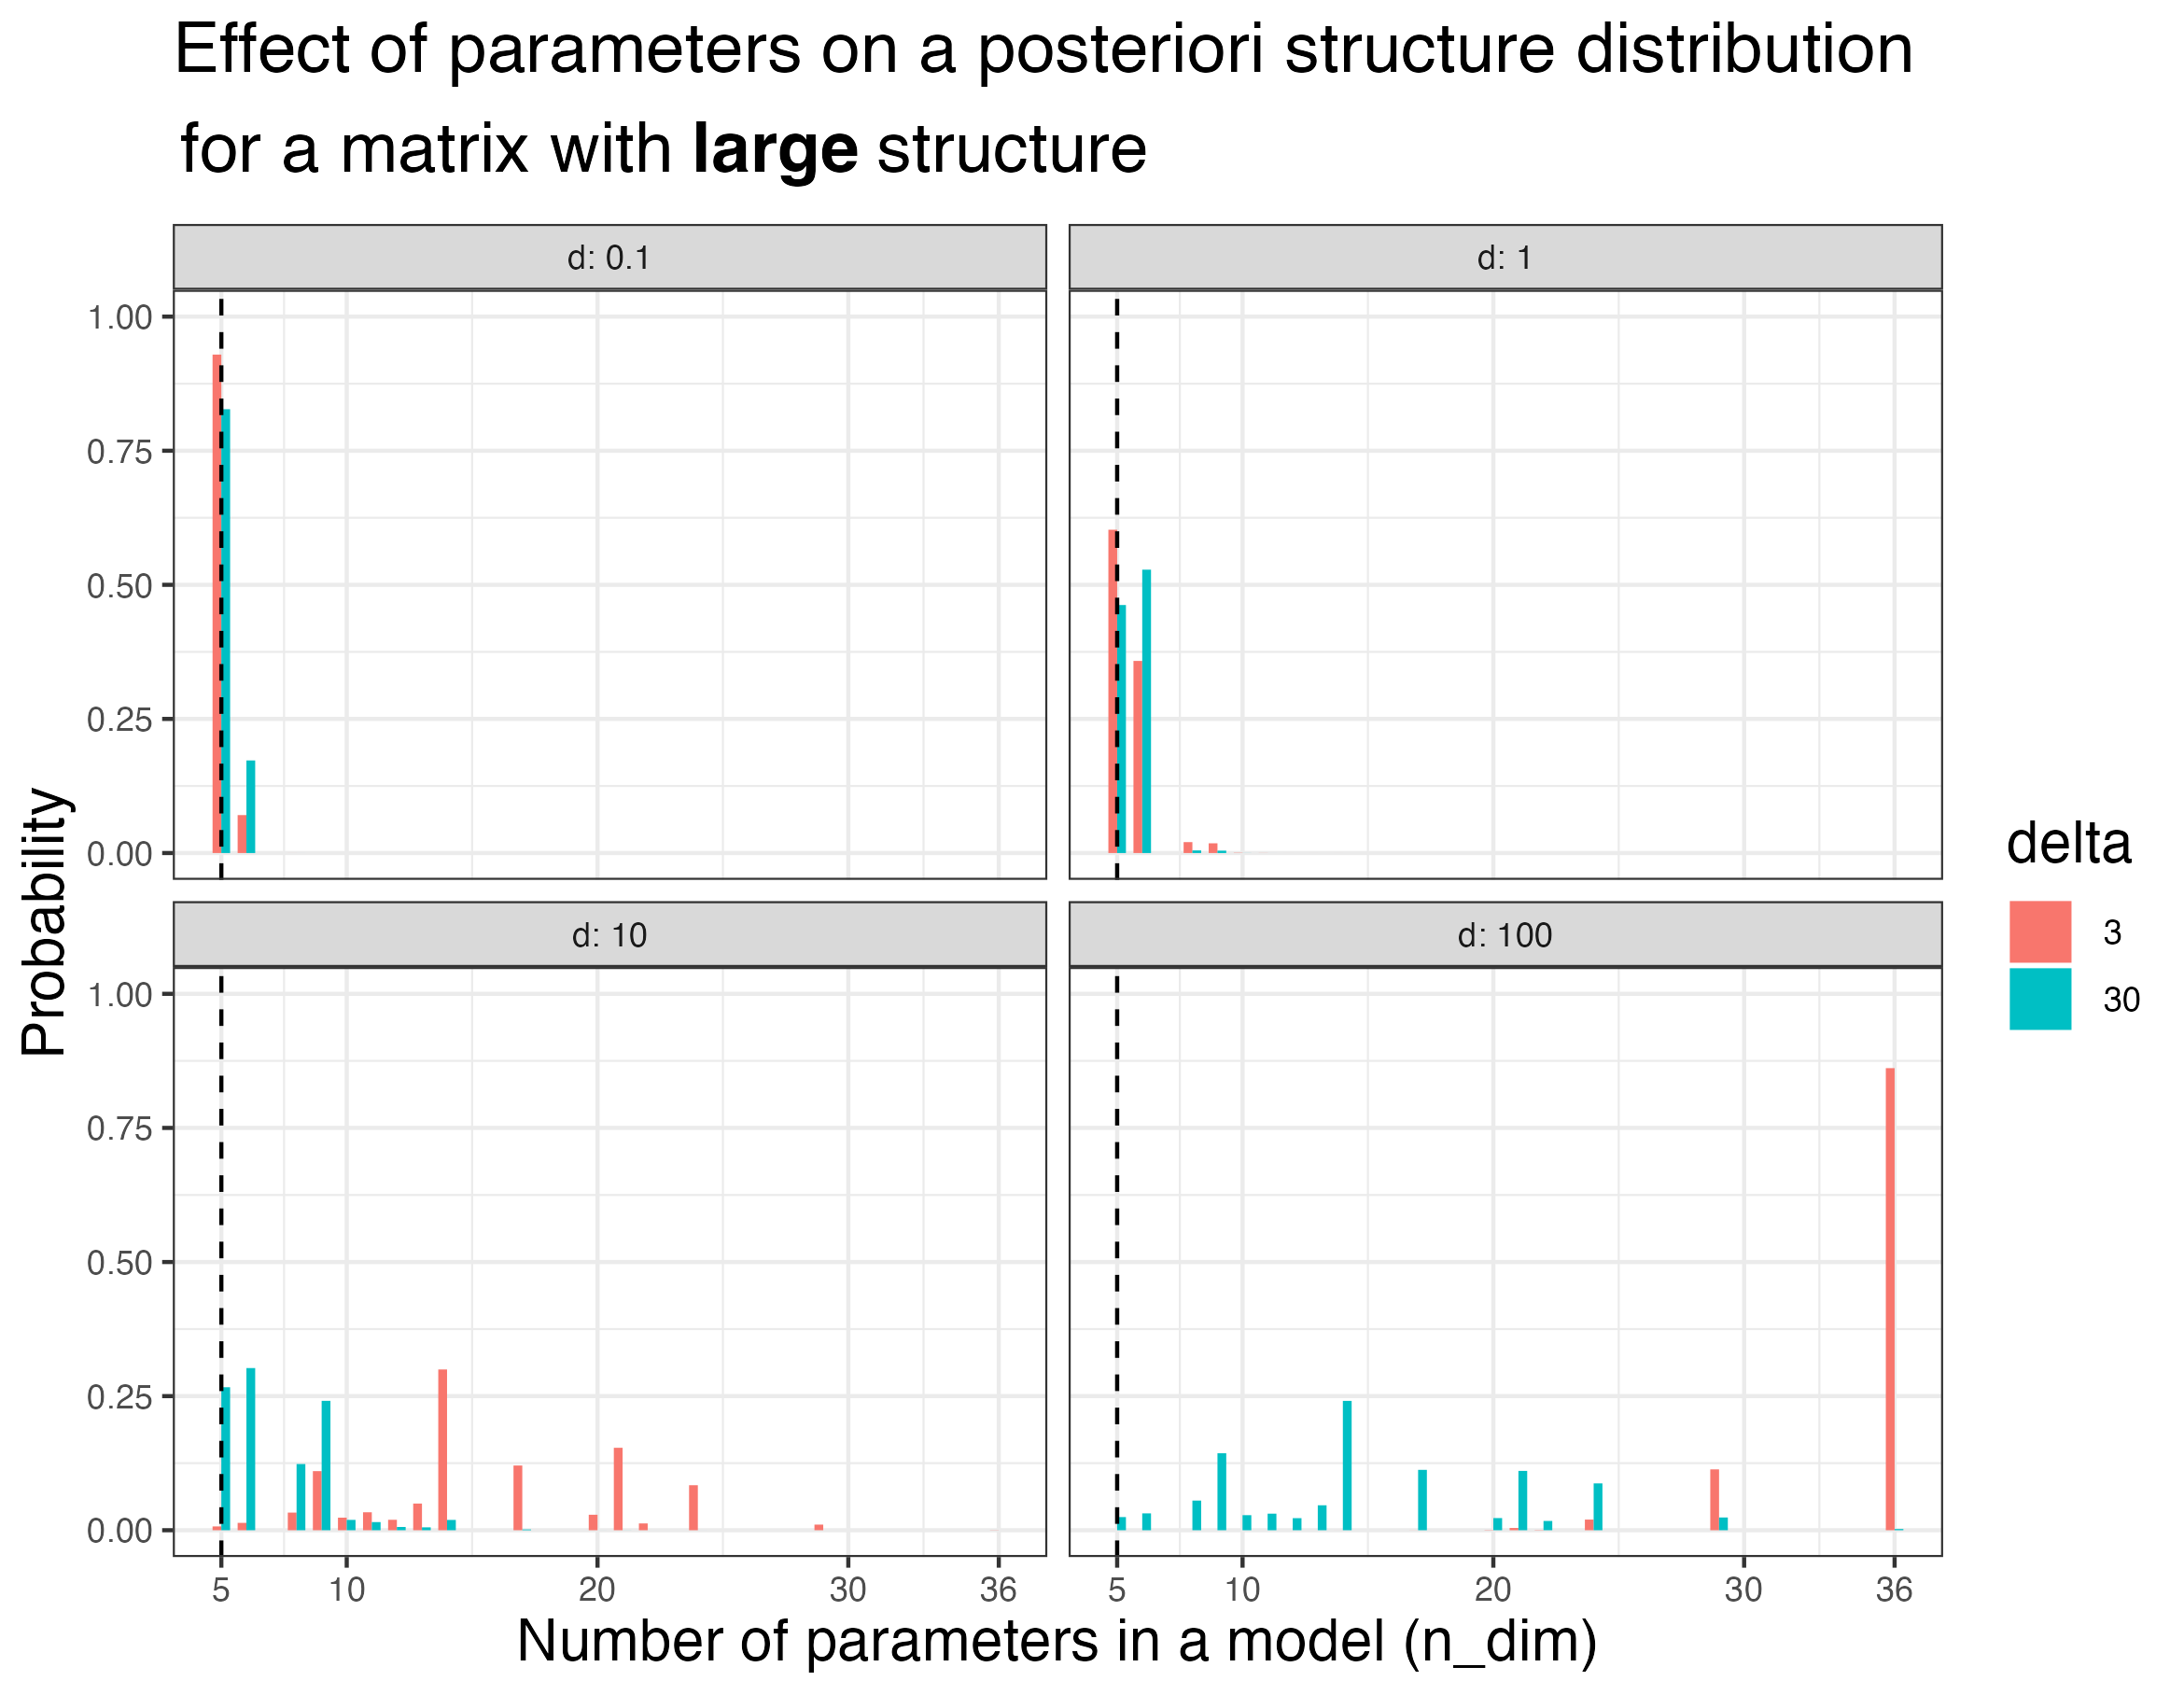 Effect of parameters on a posteriori structure distribution
for a matrix with large structure
d: 0.1
d: 1
1.00
0.75
0.50
0.25
0.00
d: 10
d: 100
1.00
0.75
0.50
0.25
0.00
5 10 20 30 36
5 10 20 30 36
Number of parameters in a model (n_dim)
Probability
delta
3
30